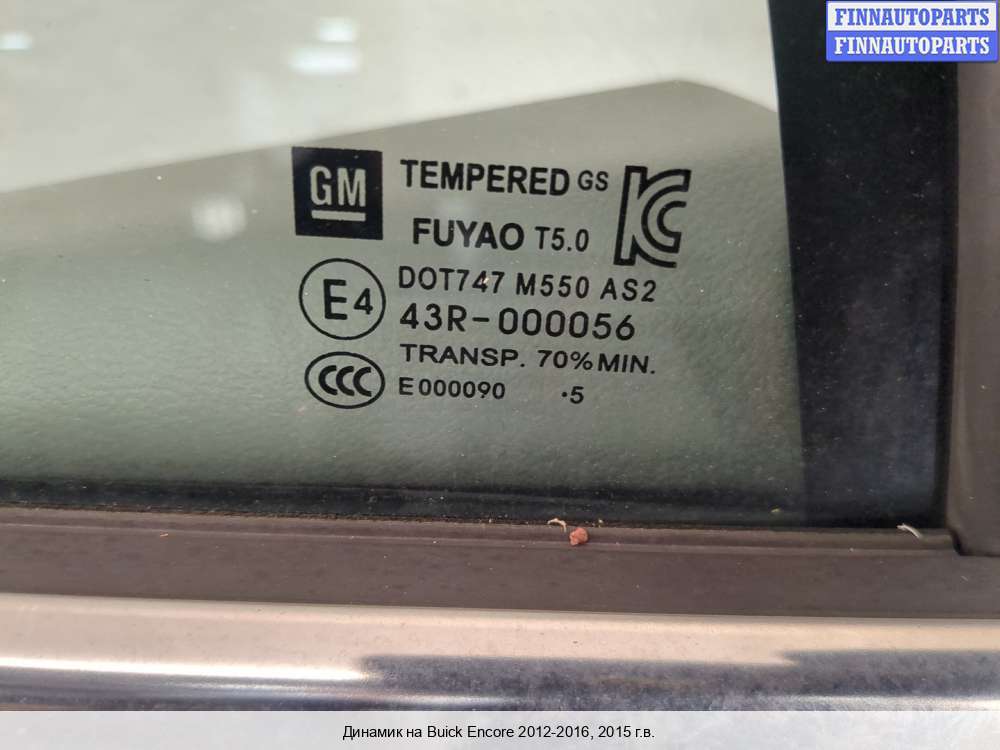 FINNAUTOPARTS
FINNAUTOPARTS
GM
TEMPERED GS
KC
FUYAO T5.0
E4
DOT747 M550 AS2
43R-000056
TRANSP. 70% MIN.
CCC
E000090 .5
Динамик на Buick Encore 2012-2016, 2015 г.в.